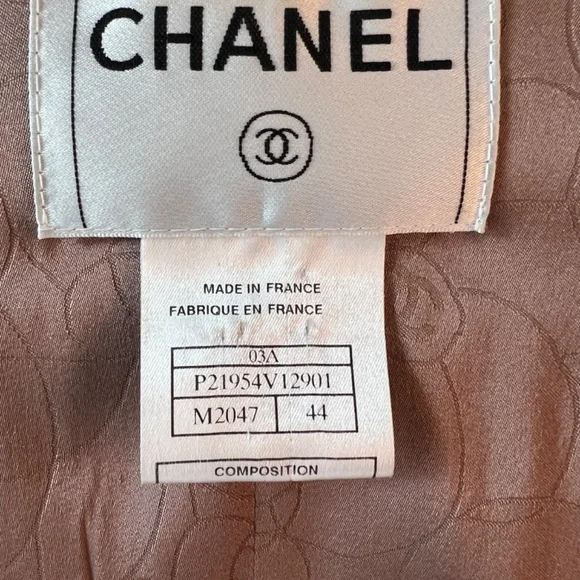 CHANEL
MADE IN FRANCE
FABRIQUE EN FRANCE
03A
P21954V12901
M2047 44
COMPOSITION